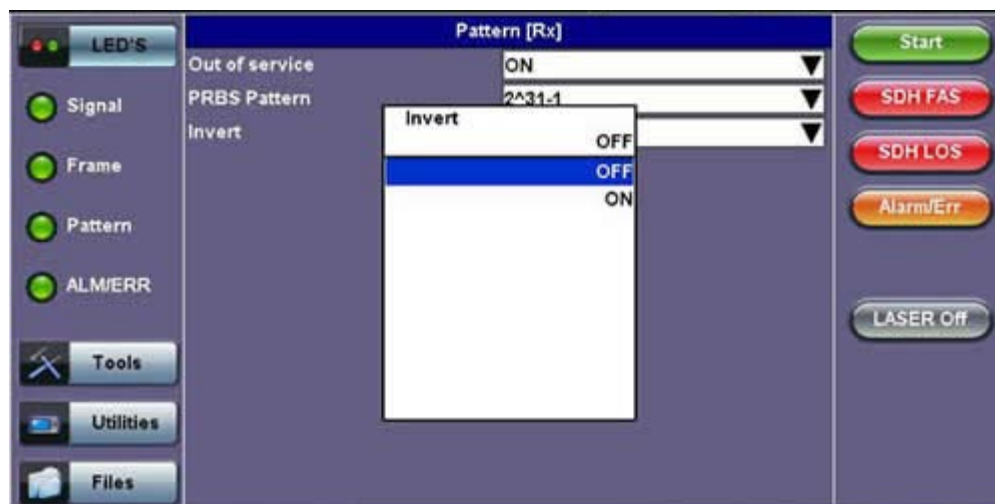 LED'S
Signal
Frame
Pattern
ALM/ERR
Tools
Utilities
Files
Pattern [Rx]
Out of service ON
PRBS Pattern 2^31-1
Invert
Invert
OFF
OFF
ON
Start
SDH FAS
SDH LOS
Alarm/Err
LASER Off